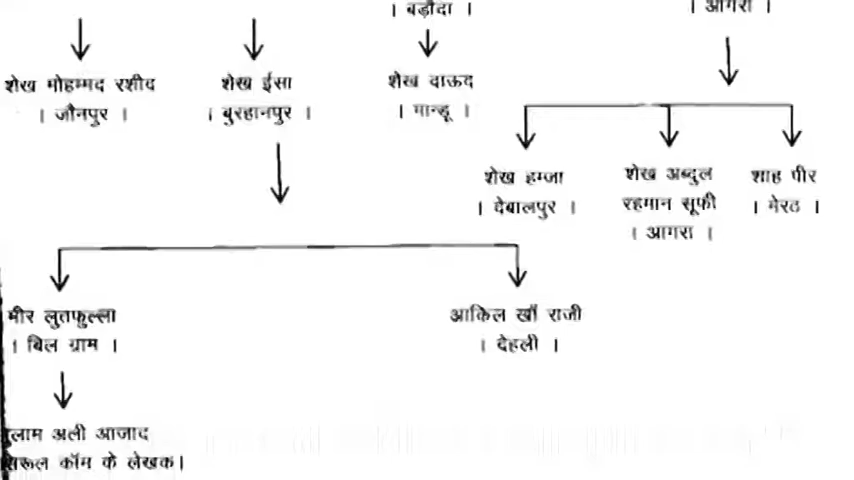 । बड़ौदा ।
। आगरा ।
शेख मोहम्मद रशीद
। जौनपुर ।
शेख ईसा
। बुरहानपुर ।
शेख दाऊद
। मान्डू ।
शेख हम्जा
। देबालपुर ।
शेख अब्दुल
रहमान सूफी
। आगरा ।
शाह पीर
। मेरठ ।
मीर लुतफुल्ला
। बिल ग्राम ।
आकिल खाँ राजी
। देहली ।
अली आजाद
कॉम के लेखक।